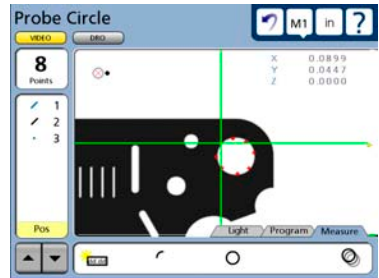 Probe Circle
M1 in ?
VIDEO DRO
8
Points
X 0.0899
Y 0.0447
Z 0.0000
1
2
3
Pos
Light Program Measure